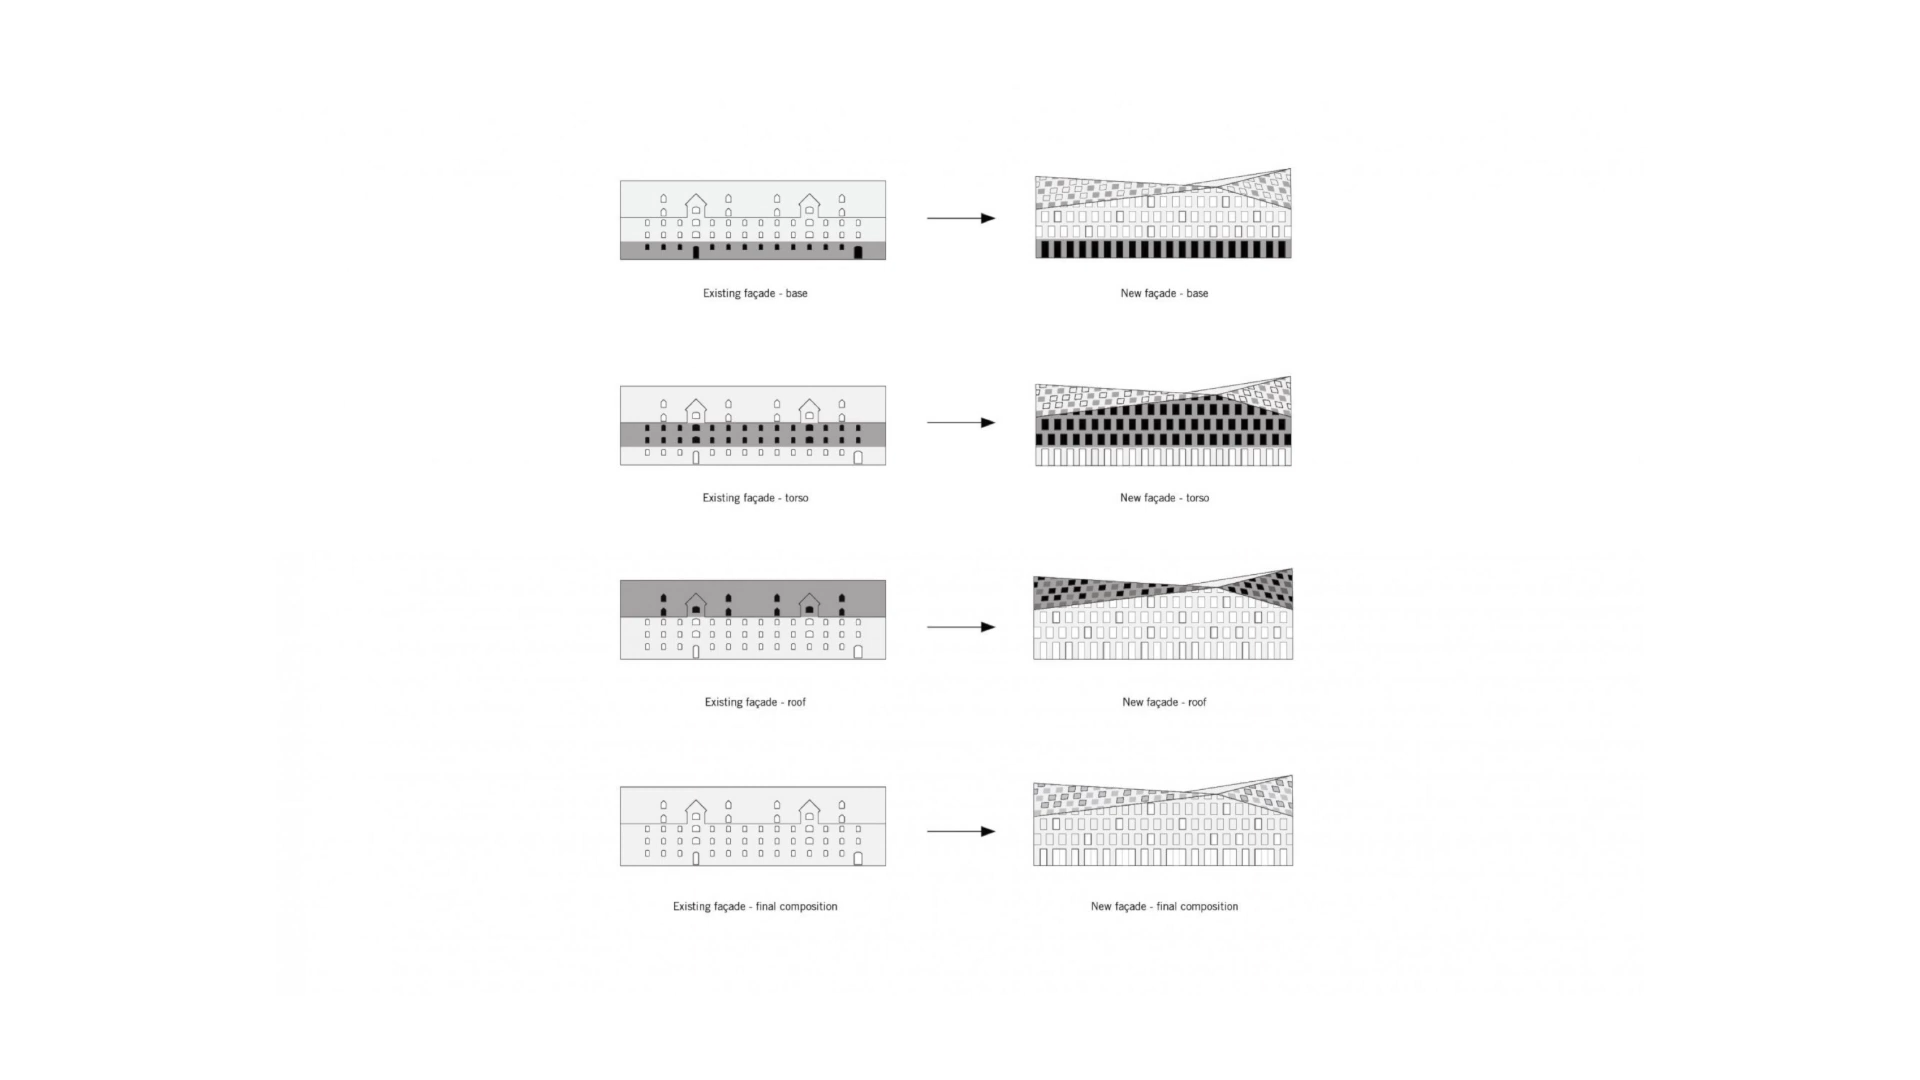 Existing façade - base
New façade - base
Existing façade - torso
New façade - torso
Existing façade - roof
New façade - roof
Existing façade - final composition
New façade - final composition